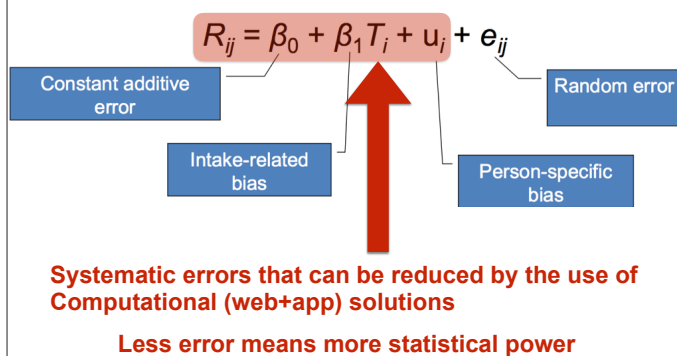 Rij = β0 + β1Ti + ui + eij
Constant additive
error
Random error
Intake-related
bias
Person-specific
bias
Systematic errors that can be reduced by the use of
Computational (web+app) solutions
Less error means more statistical power